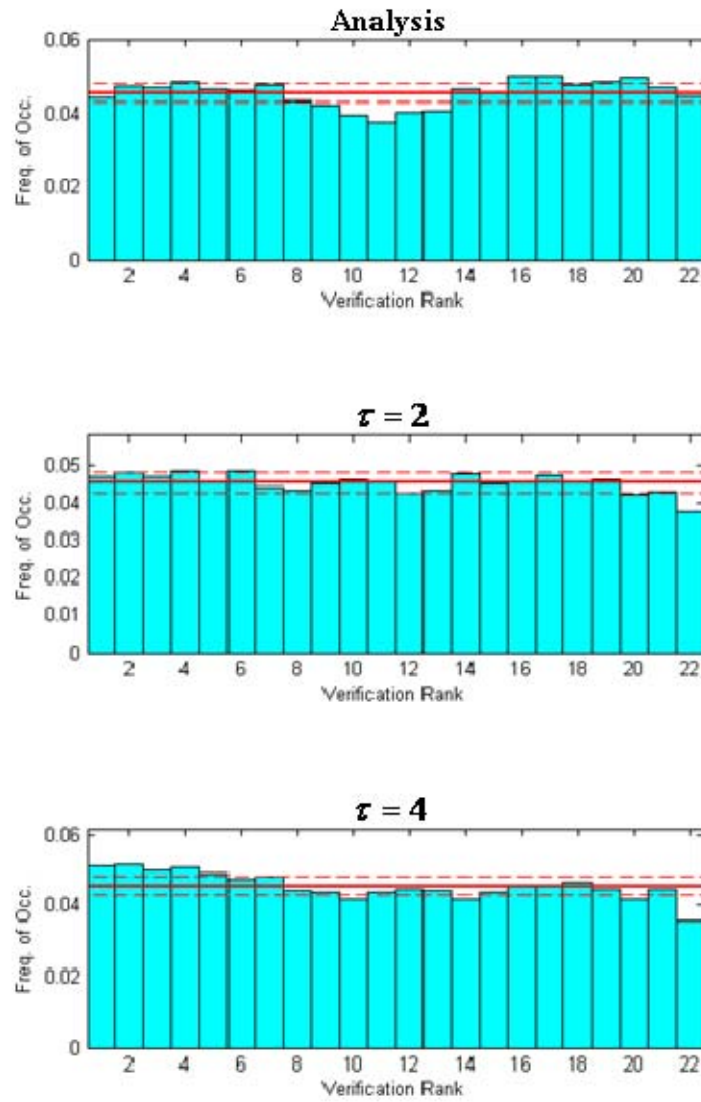 Analysis
0.06
0.04
0.02
0
Freq. of Occ.
2 4 6 8 10 12 14 16 18 20 22
Verification Rank
τ = 2
0.05
0.04
0.03
0.02
0.01
0
Freq. of Occ.
2 4 6 8 10 12 14 16 18 20 22
Verification Rank
τ = 4
0.06
0.04
0.02
0
Freq. of Occ.
2 4 6 8 10 12 14 16 18 20 22
Verification Rank